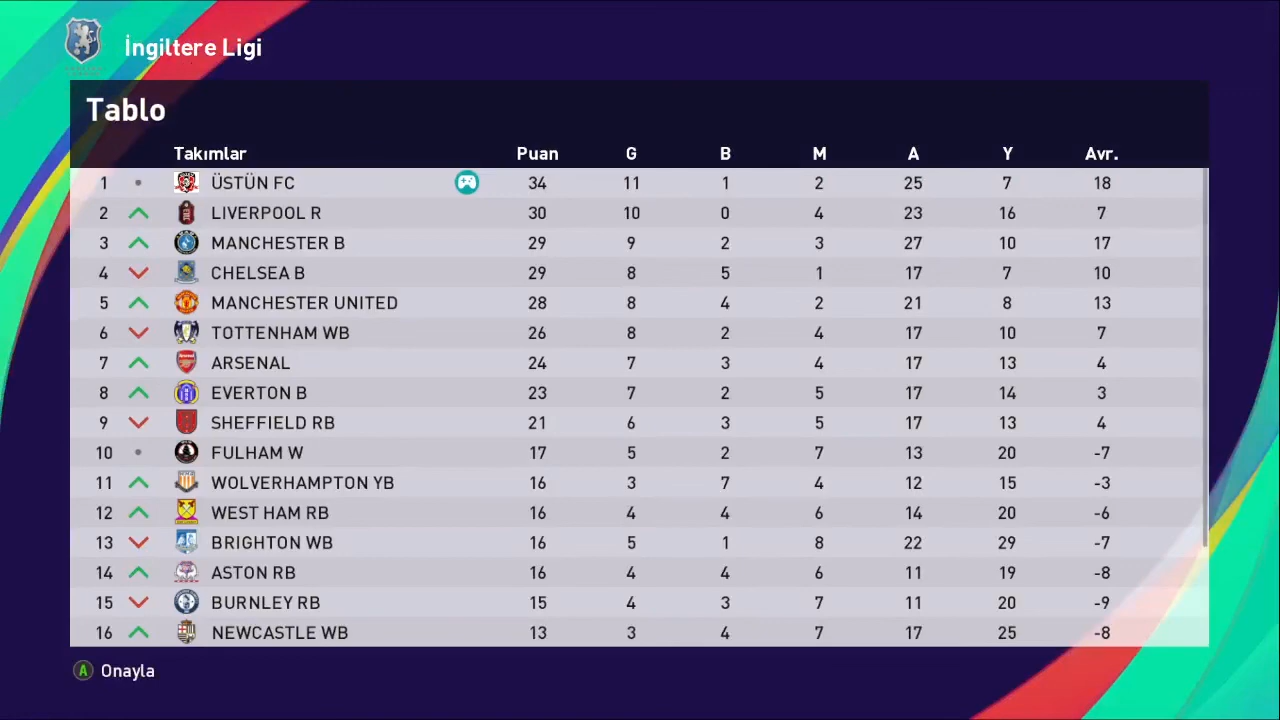 İngiltere Ligi
Tablo
Takımlar Puan G B M A Y Avr.
1 ÜSTÜN FC 34 11 1 2 25 7 18
2 LIVERPOOL R 30 10 0 4 23 16 7
3 MANCHESTER B 29 9 2 3 27 10 17
4 CHELSEA B 29 8 5 1 17 7 10
5 MANCHESTER UNITED 28 8 4 2 21 8 13
6 TOTTENHAM WB 26 8 2 4 17 10 7
7 ARSENAL 24 7 3 4 17 13 4
8 EVERTON B 23 7 2 5 17 14 3
9 SHEFFIELD RB 21 6 3 5 17 13 4
10 FULHAM W 17 5 2 7 13 20 -7
11 WOLVERHAMPTON YB 16 3 7 4 12 15 -3
12 WEST HAM RB 16 4 4 6 14 20 -6
13 BRIGHTON WB 16 5 1 8 22 29 -7
14 ASTON RB 16 4 4 6 11 19 -8
15 BURNLEY RB 15 4 3 7 11 20 -9
16 NEWCASTLE WB 13 3 4 7 17 25 -8
A Onayla